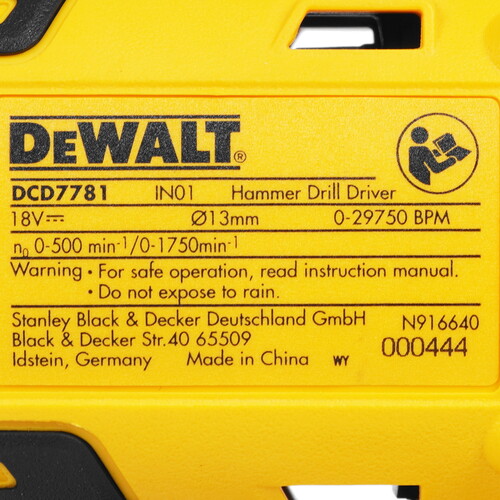 DEWALT®
DCD7781 IN01 Hammer Drill Driver
18V⎓ Ø13mm 0-29750 BPM
n₀ 0-500 min⁻¹/0-1750min⁻¹
Warning · For safe operation, read instruction manual.
· Do not expose to rain.
Stanley Black & Decker Deutschland GmbH N916640
Black & Decker Str.40 65509 000444
Idstein, Germany Made in China WY